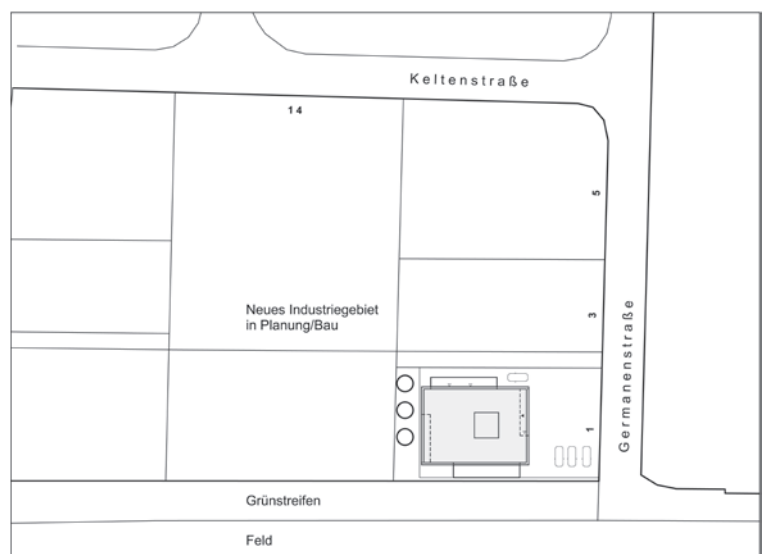 Keltenstraße
14
5
Neues Industriegebiet
in Planung/Bau
3
Germanenstraße
1
Grünstreifen
Feld